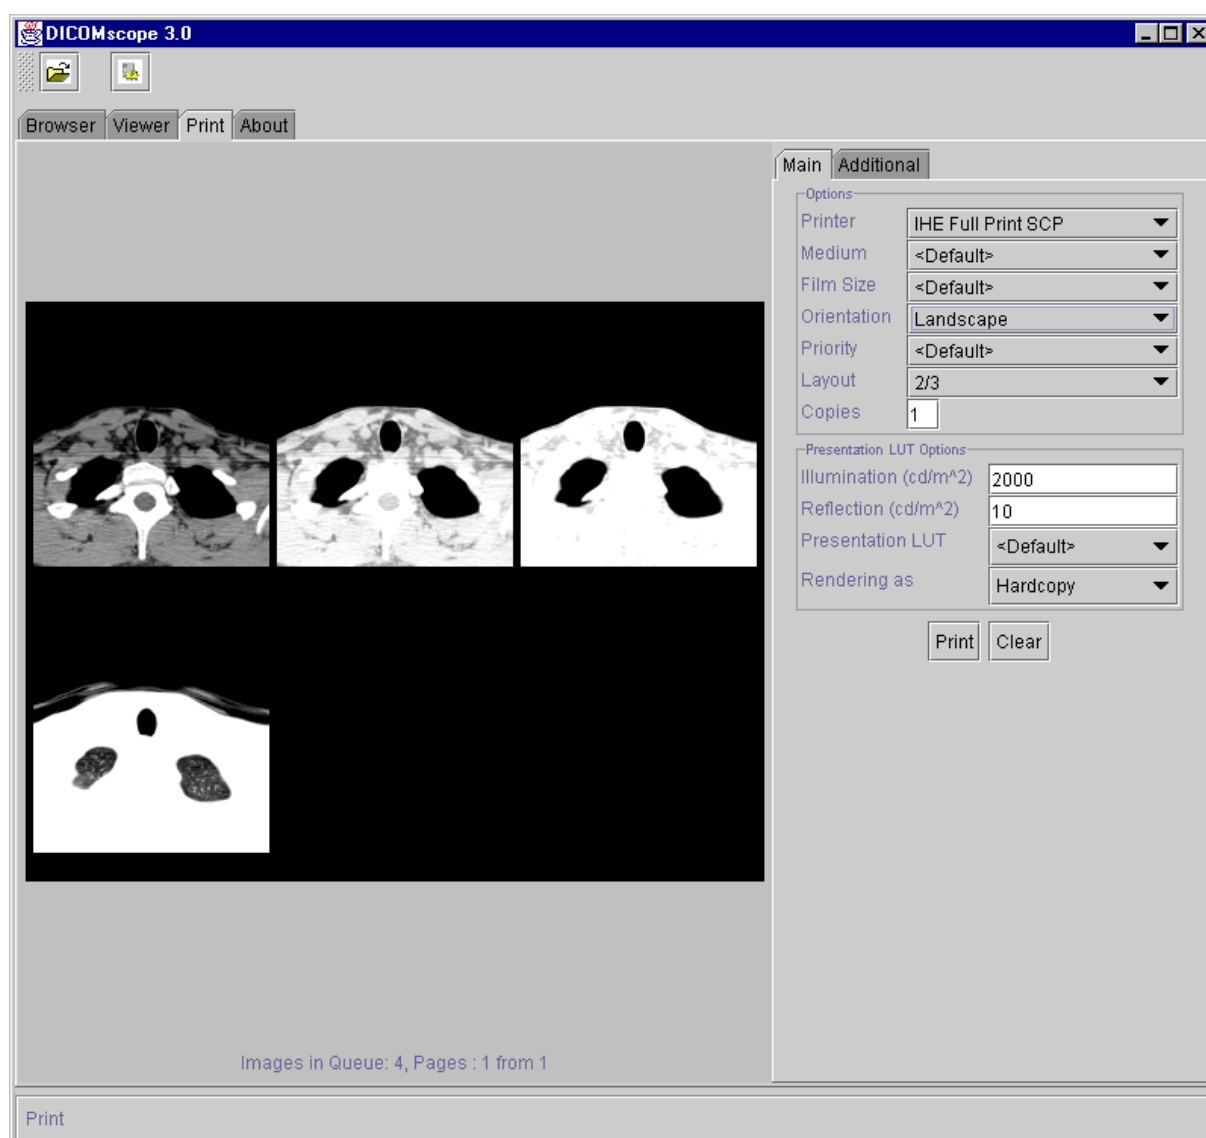 DICOMscope 3.0
Browser Viewer Print About
Main Additional
Options
Printer IHE Full Print SCP
Medium <Default>
Film Size <Default>
Orientation Landscape
Priority <Default>
Layout 2/3
Copies 1
Presentation LUT Options
Illumination (cd/m^2) 2000
Reflection (cd/m^2) 10
Presentation LUT <Default>
Rendering as Hardcopy
Print Clear
Images in Queue: 4, Pages : 1 from 1
Print